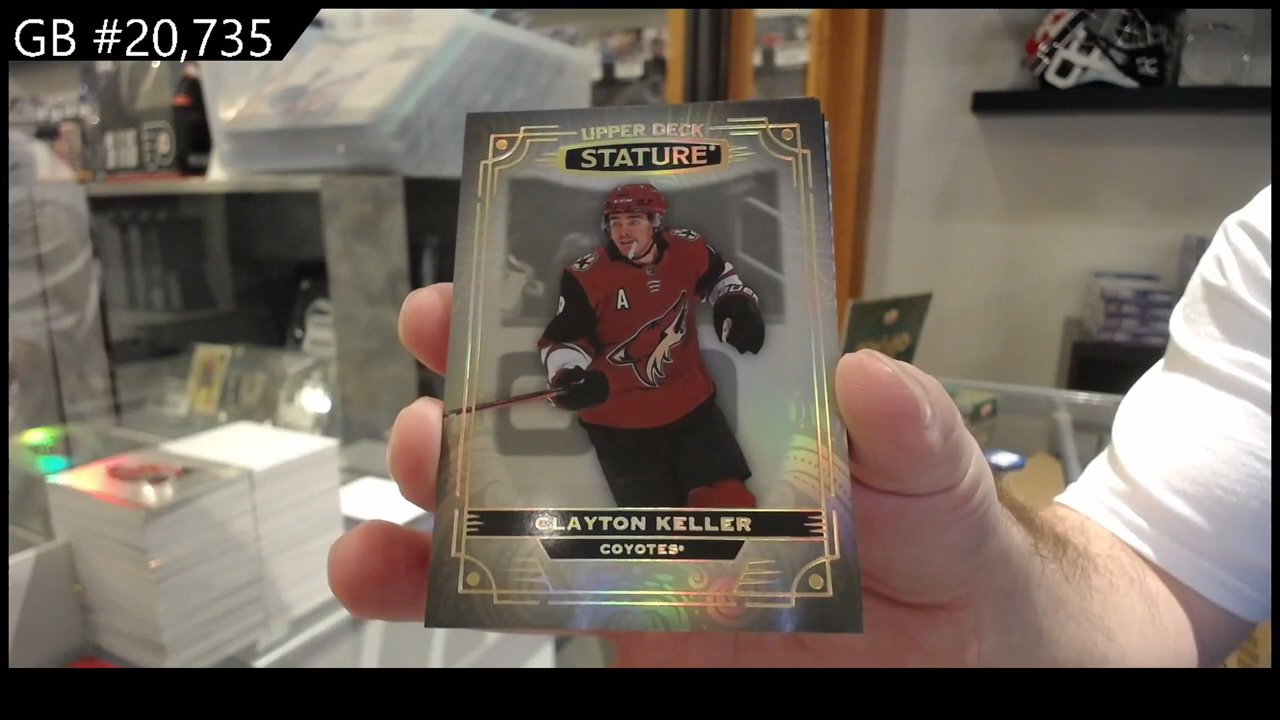 GB #20,735
UPPER DECK
STATURE
A
CLAYTON KELLER
COYOTES